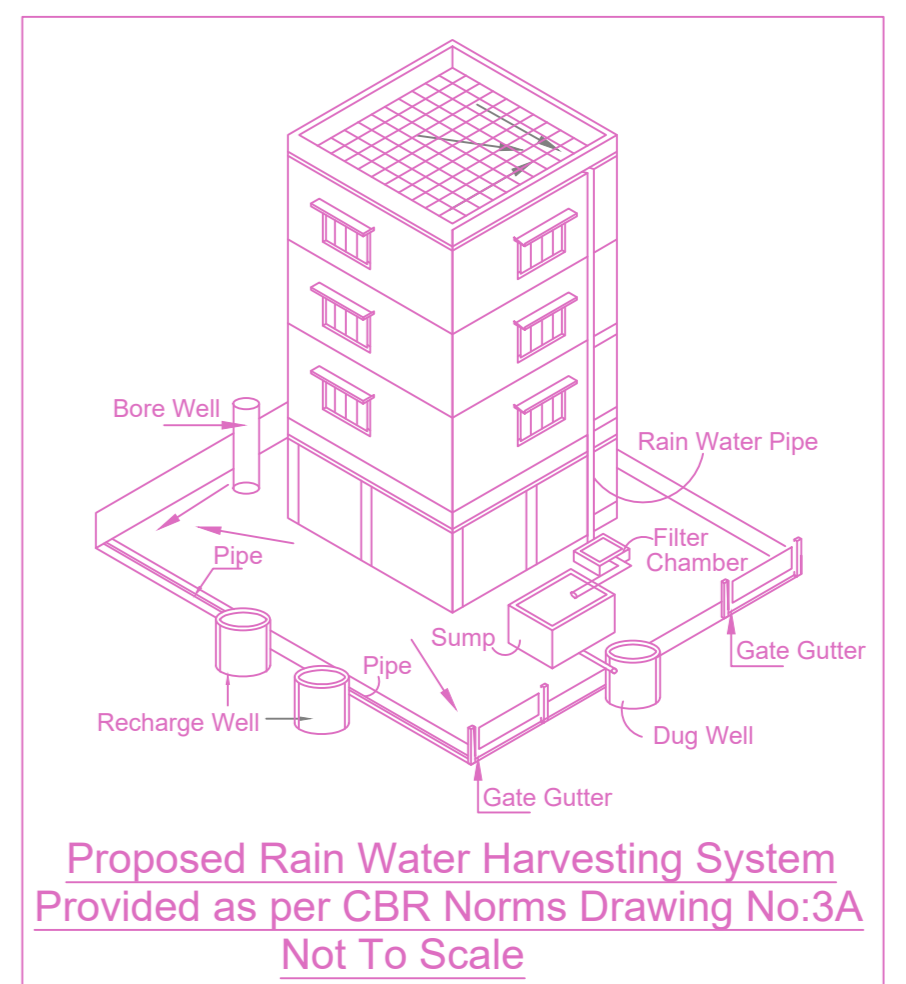 Bore Well
Rain Water Pipe
Filter
Chamber
Pipe
Sump
Gate Gutter
Pipe
Recharge Well
Dug Well
Gate Gutter
Proposed Rain Water Harvesting System
Provided as per CBR Norms Drawing No:3A
Not To Scale